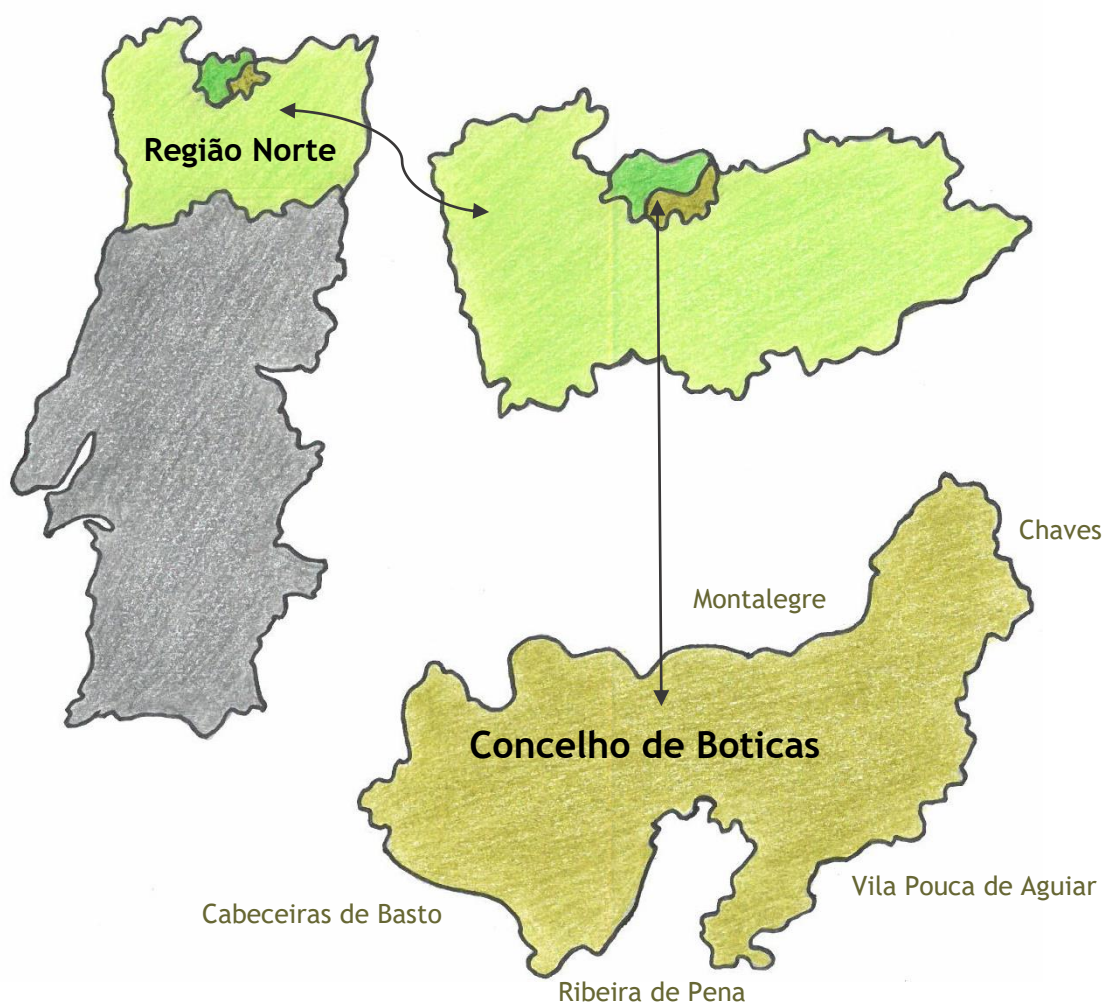 Região Norte
Chaves
Montalegre
Concelho de Boticas
Vila Pouca de Aguiar
Cabeceiras de Basto
Ribeira de Pena